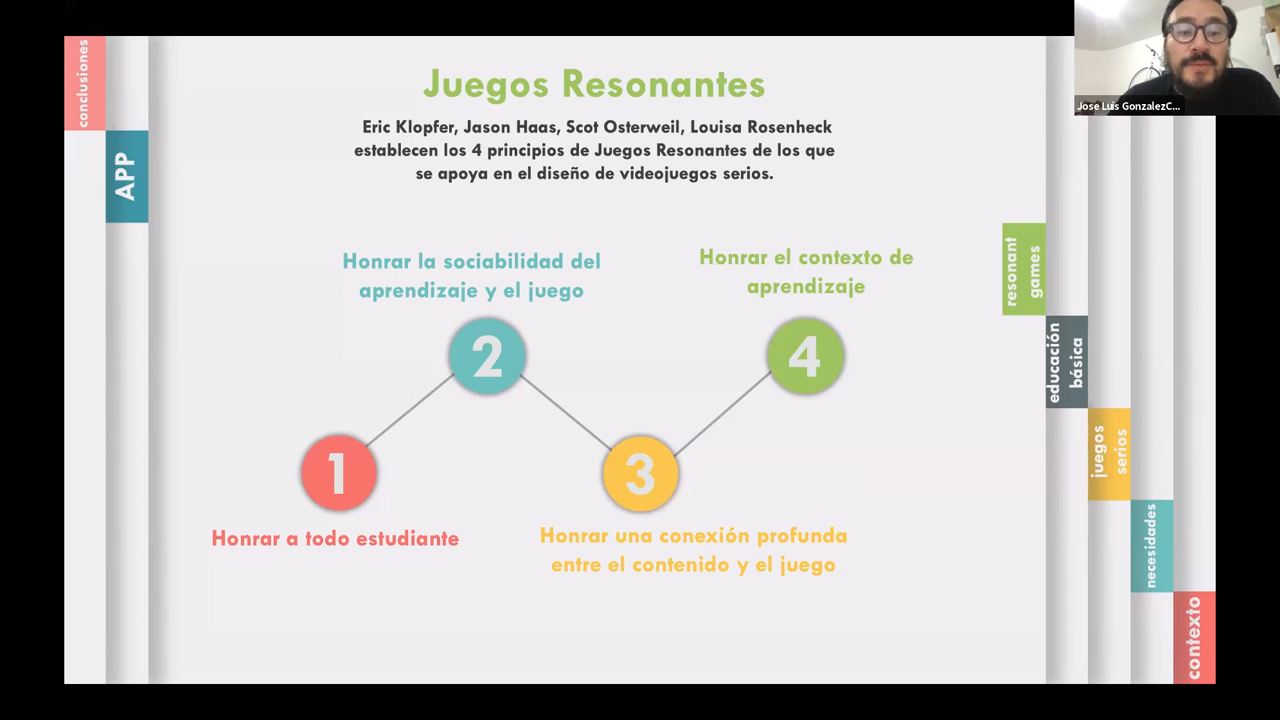 conclusiones
APP
Juegos Resonantes
Eric Klopfer, Jason Haas, Scot Osterweil, Louisa Rosenheck
establecen los 4 principios de Juegos Resonantes de los que
se apoya en el diseño de videojuegos serios.
Honrar la sociabilidad del
aprendizaje y el juego
Honrar el contexto de
aprendizaje
2
4
1
3
Honrar a todo estudiante
Honrar una conexión profunda
entre el contenido y el juego
resonant
games
educación
básica
juegos
serios
necesidades
contexto
Jose Luis GonzalezC...